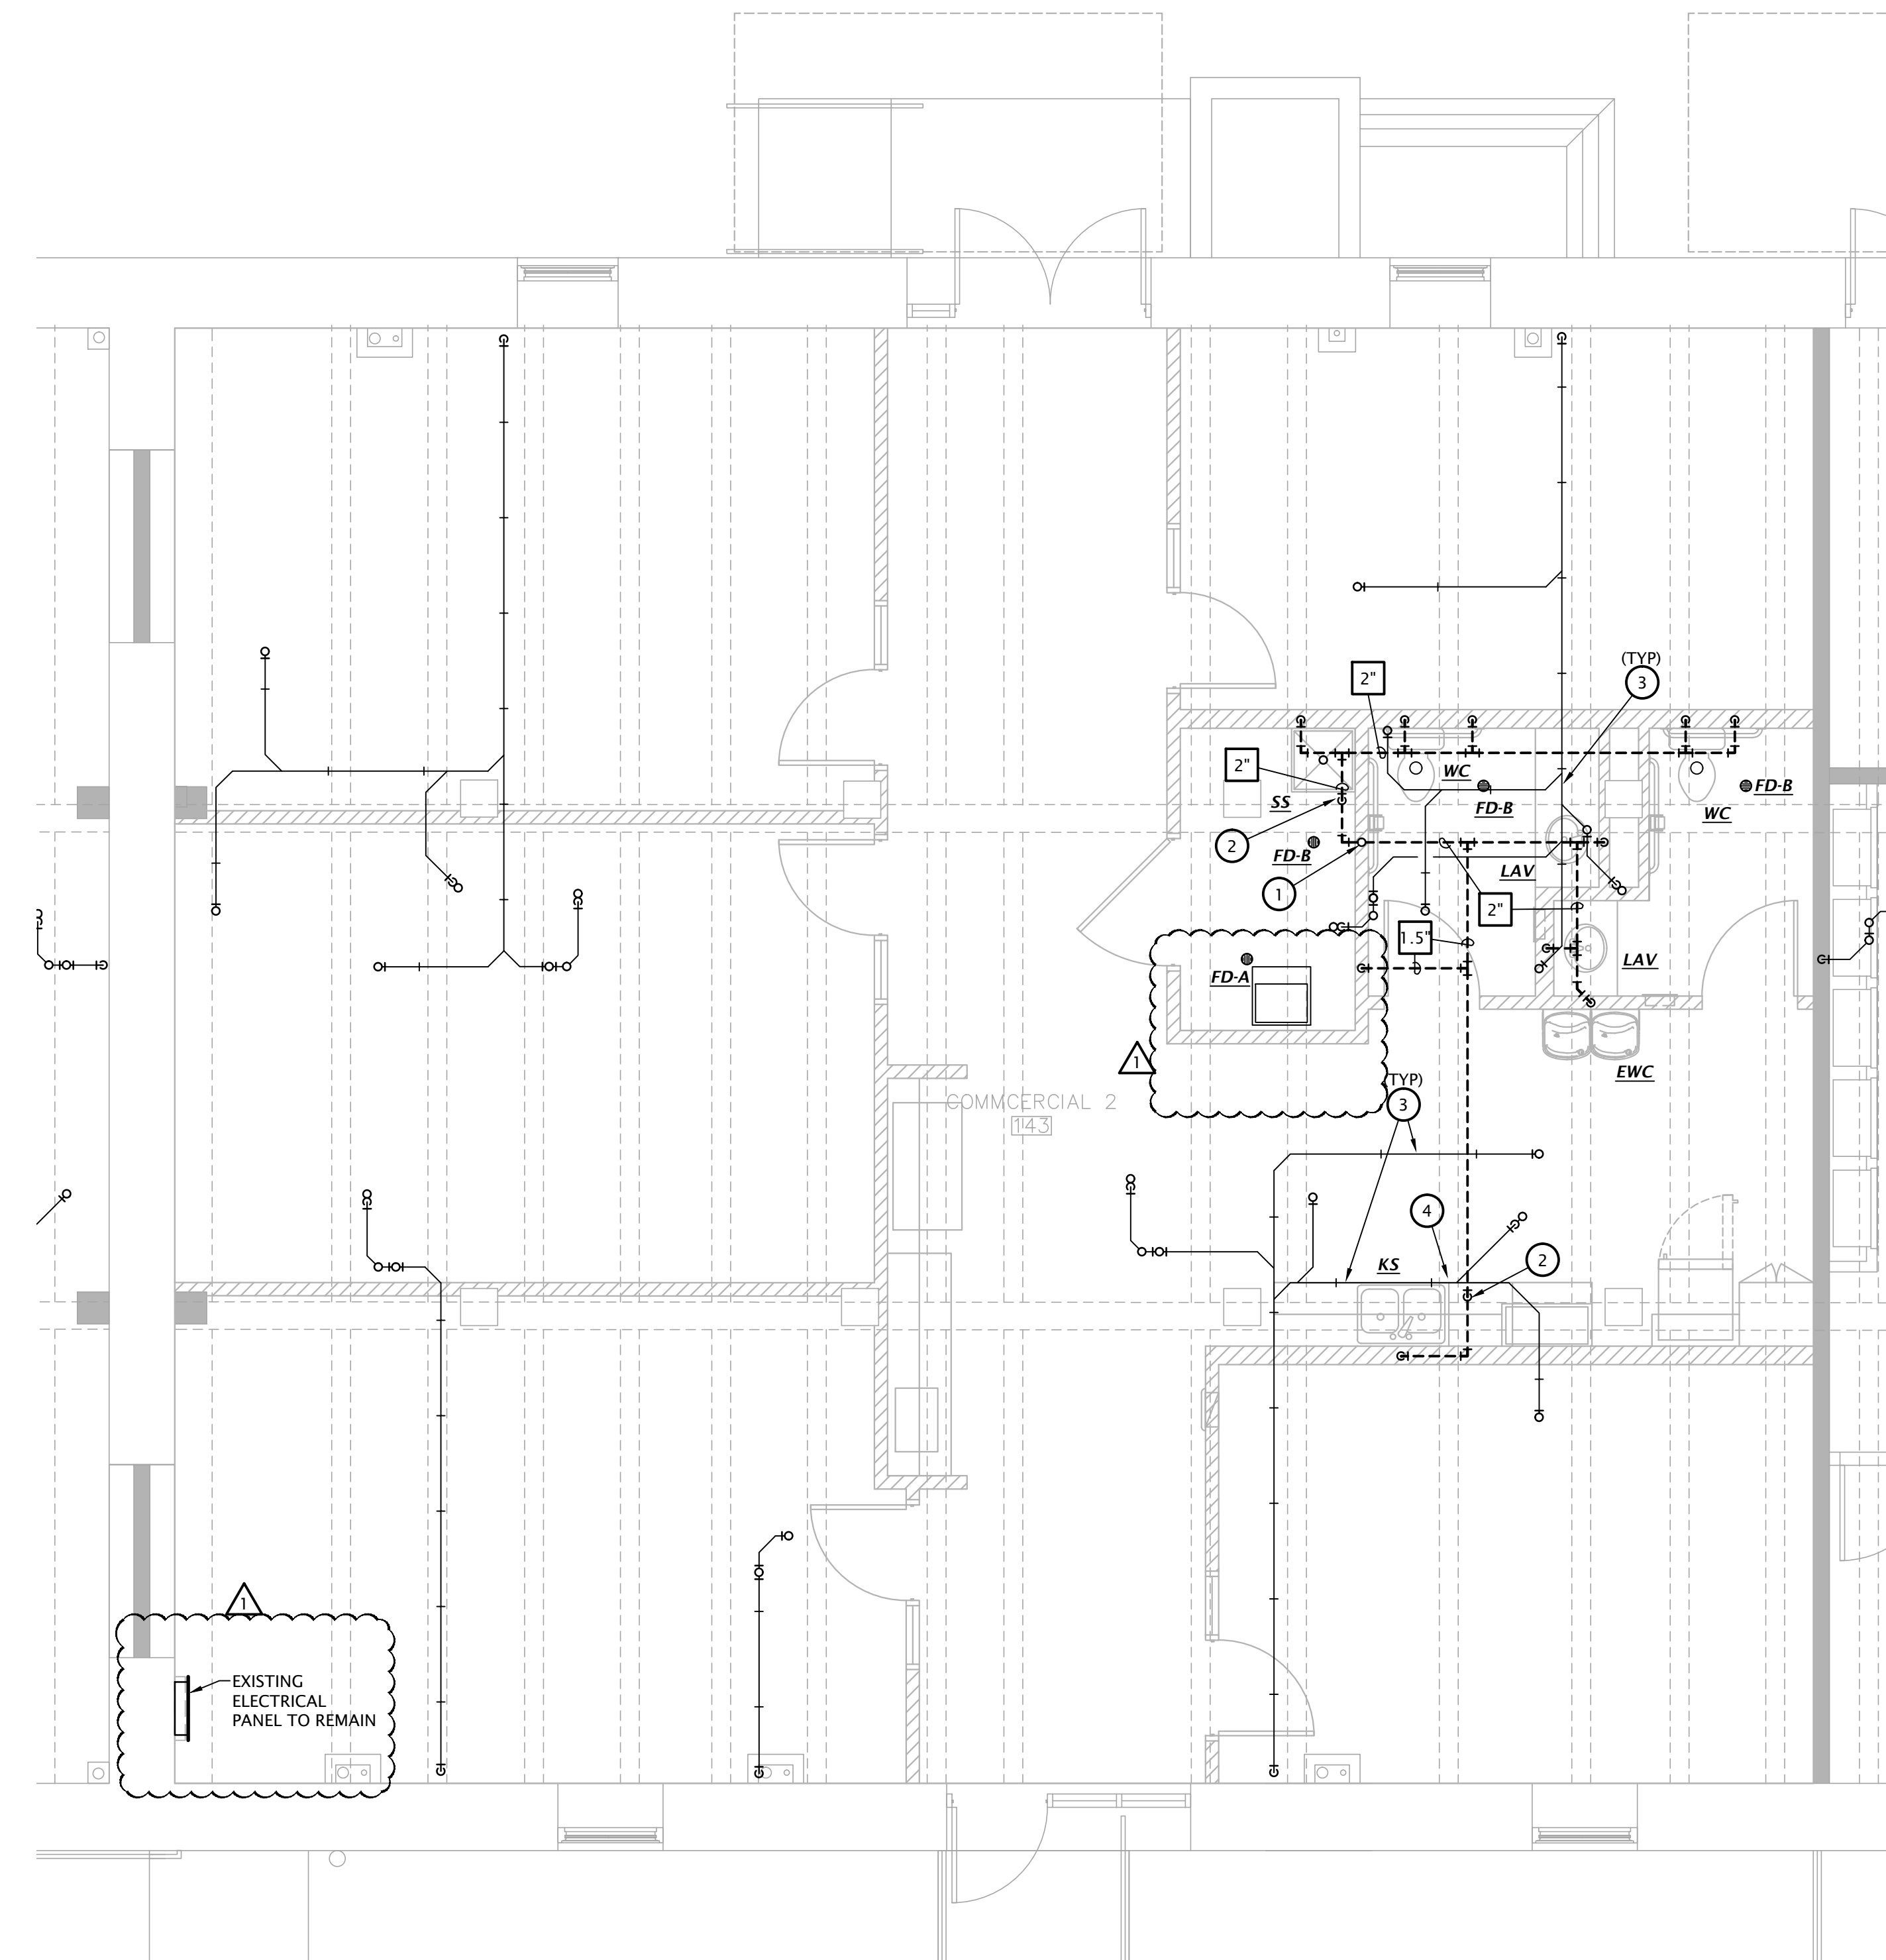 (TYP)
3
2"
2"
WC
SS
FD-B
FD-B
WC
2
FD-B
LAV
1
2"
1.5"
LAV
FD-A
1
EWC
(TYP)
3
COMMCERCIAL 2
143
4
KS
2
1
EXISTING
ELECTRICAL
PANEL TO REMAIN